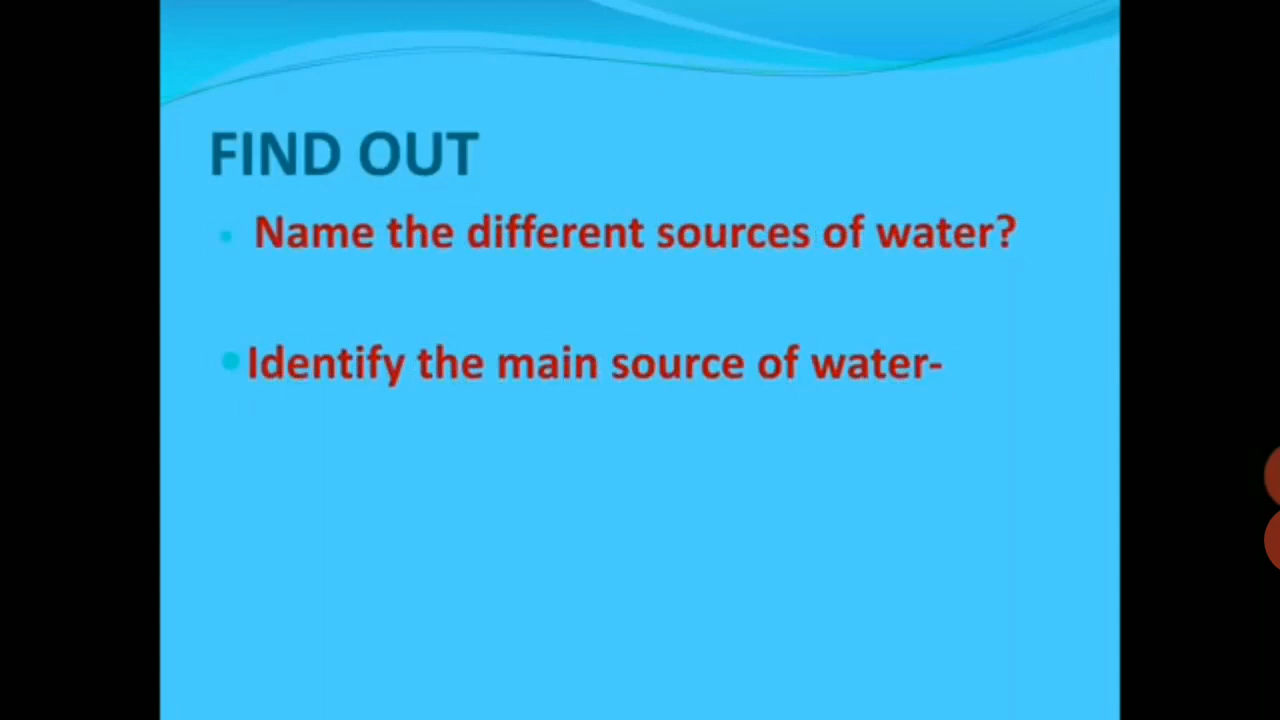 FIND OUT
Name the different sources of water?
Identify the main source of water-